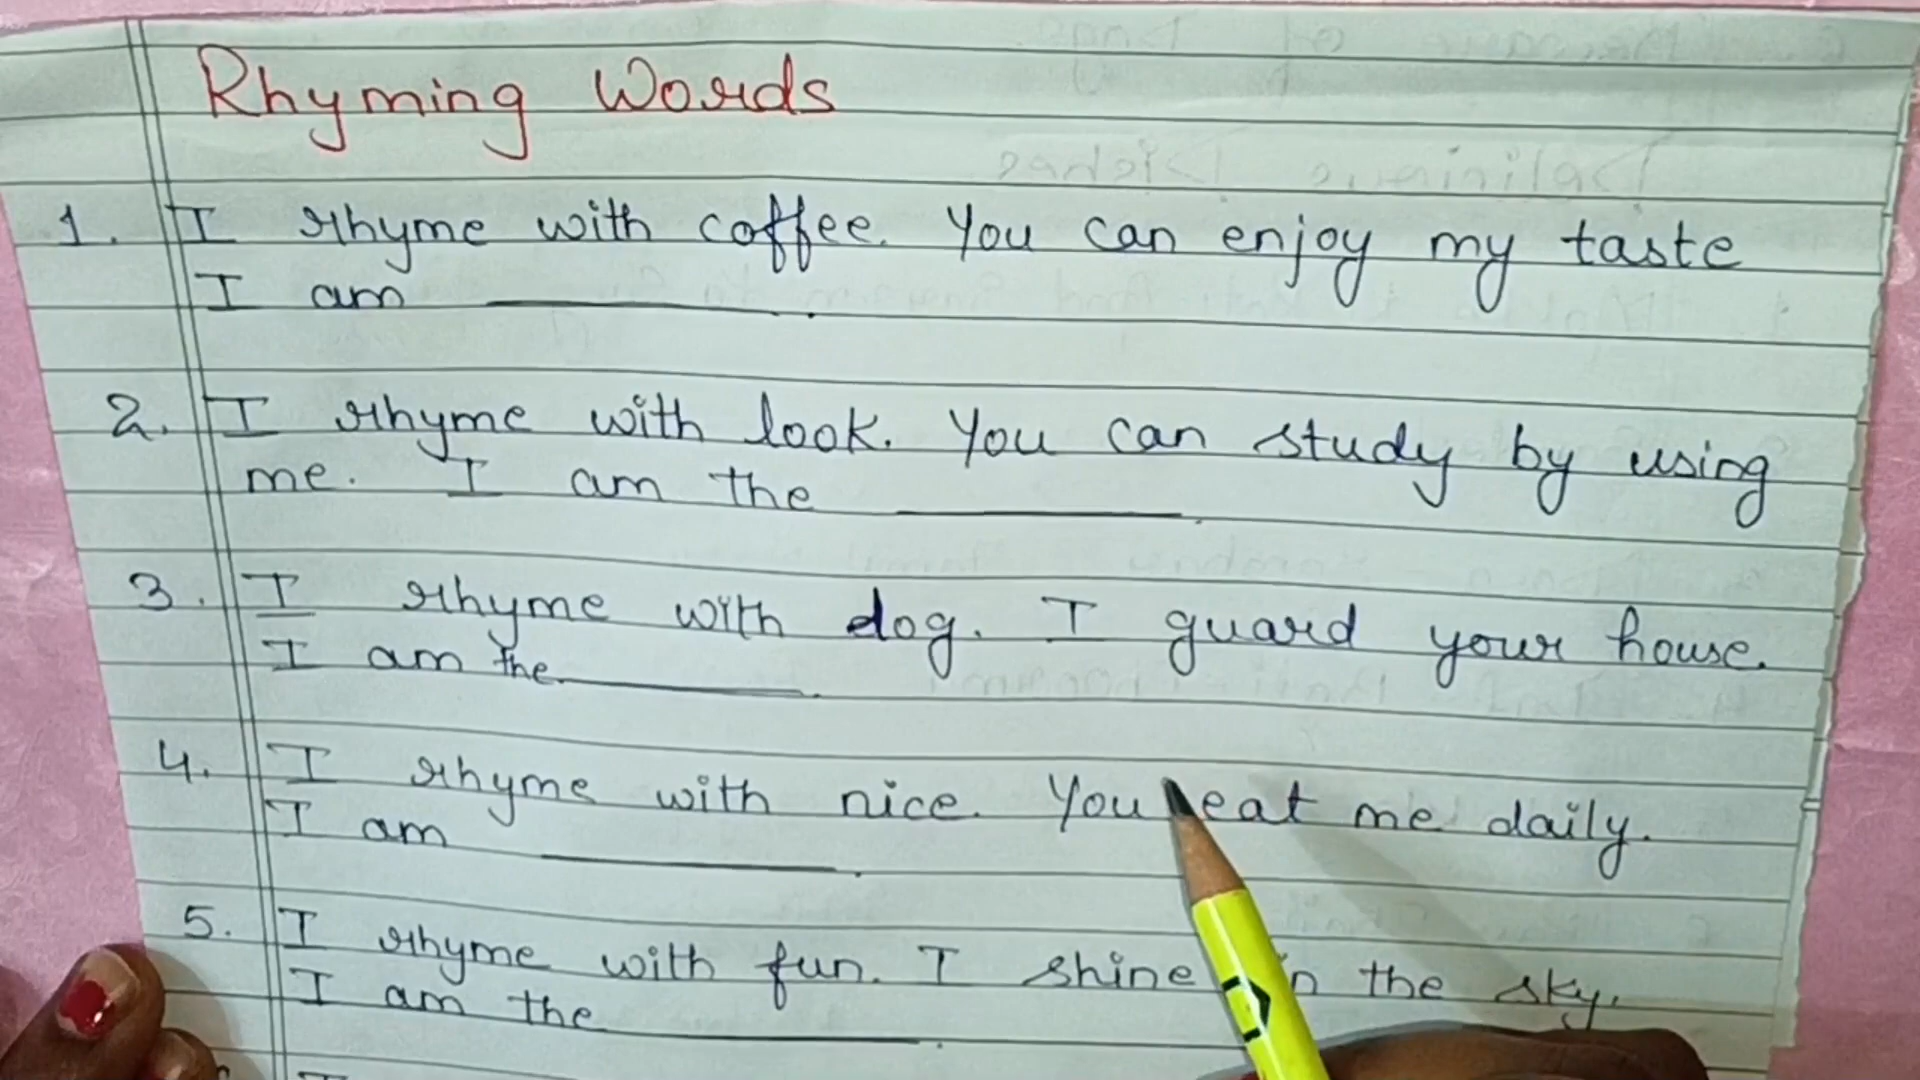 Rhyming Words
1. I rhyme with coffee. You can enjoy my taste
I am ________.
2. I rhyme with look. You can study by using
me. I am the ________.
3. I rhyme with dog. I guard your house.
I am the ________.
4. I rhyme with nice. You eat me daily.
I am ________.
5. I rhyme with fun. I shine in the sky.
I am the ________.